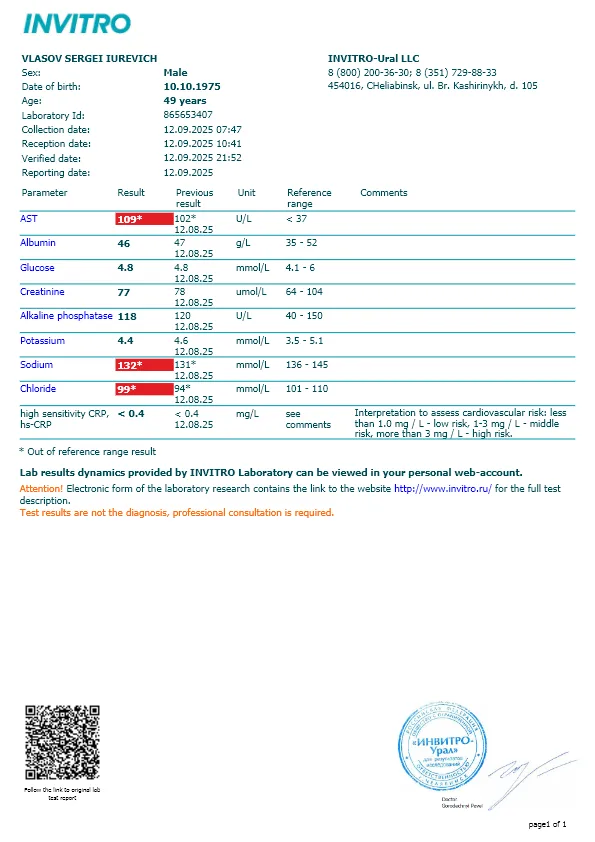 INVITRO
VLASOV SERGEI IUREVICH
Sex: Male
Date of birth: 10.10.1975
Age: 49 years
Laboratory Id: 865653407
Collection date: 12.09.2025 07:47
Reception date: 12.09.2025 10:41
Verified date: 12.09.2025 21:52
Reporting date: 12.09.2025
INVITRO-Ural LLC
8 (800) 200-36-30; 8 (351) 729-88-33
454016, CHeliabinsk, ul. Br. Kashirinykh, d. 105
Parameter Result Previous result Unit Reference range Comments
AST 109* 102* 12.08.25 U/L < 37
Albumin 46 47 12.08.25 g/L 35 - 52
Glucose 4.8 4.8 12.08.25 mmol/L 4.1 - 6
Creatinine 77 78 12.08.25 umol/L 64 - 104
Alkaline phosphatase 118 120 12.08.25 U/L 40 - 150
Potassium 4.4 4.6 12.08.25 mmol/L 3.5 - 5.1
Sodium 132* 131* 12.08.25 mmol/L 136 - 145
Chloride 99* 94* 12.08.25 mmol/L 101 - 110
high sensitivity CRP, hs-CRP < 0.4 < 0.4 12.08.25 mg/L see comments Interpretation to assess cardiovascular risk: less
than 1.0 mg / L - low risk, 1-3 mg / L - middle
risk, more than 3 mg / L - high risk.
* Out of reference range result
Lab results dynamics provided by INVITRO Laboratory can be viewed in your personal web-account.
Attention! Electronic form of the laboratory research contains the link to the website http://www.invitro.ru/ for the full test
description.
Test results are not the diagnosis, professional consultation is required.
Follow the link to original lab
test report
«ИНВИТРО-
Урал»
для результатов
исследований
ОТВЕТСТВЕННОСТЬЮ
ЧЕЛЯБИНСК
Doctor
Gorodechnyi Pavel
page1 of 1